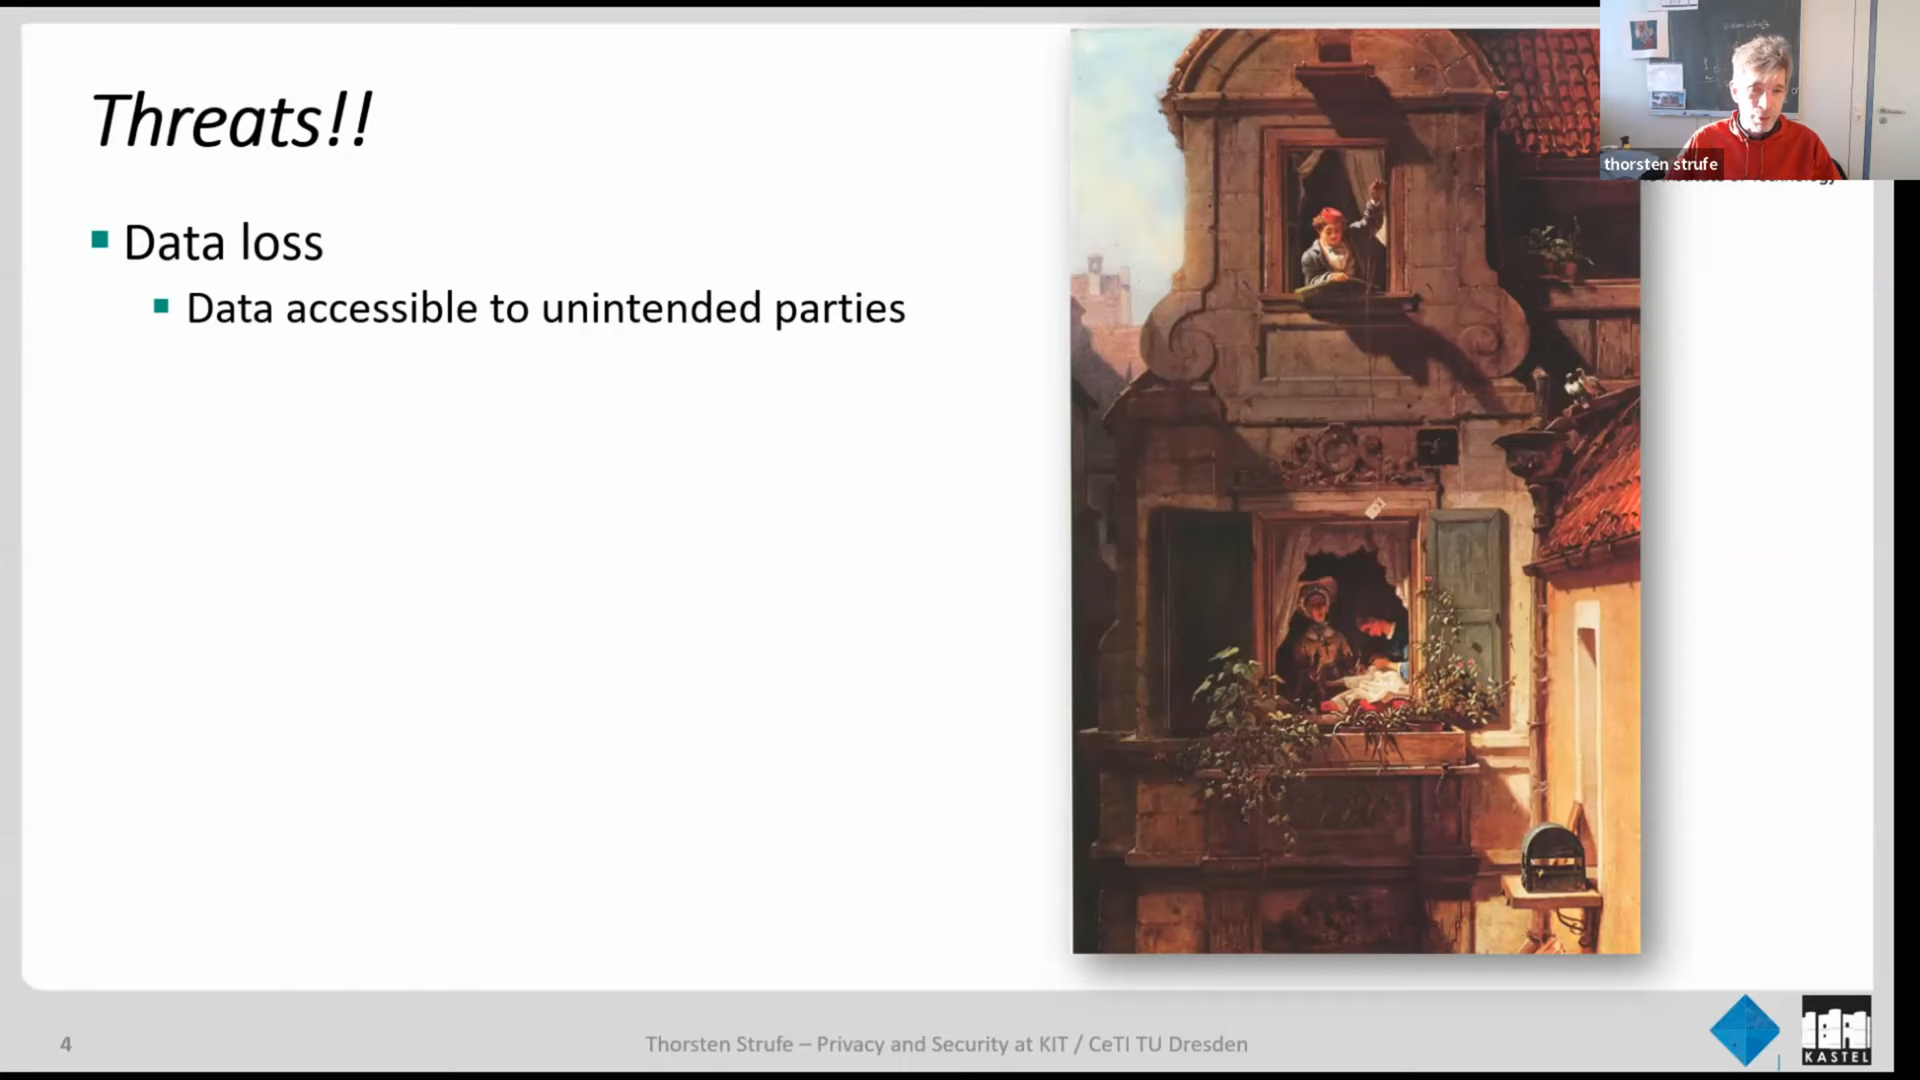 Threats!!
thorsten strufe
Data loss
Data accessible to unintended parties
4
Thorsten Strufe – Privacy and Security at KIT / CeTI TU Dresden
KASTEL